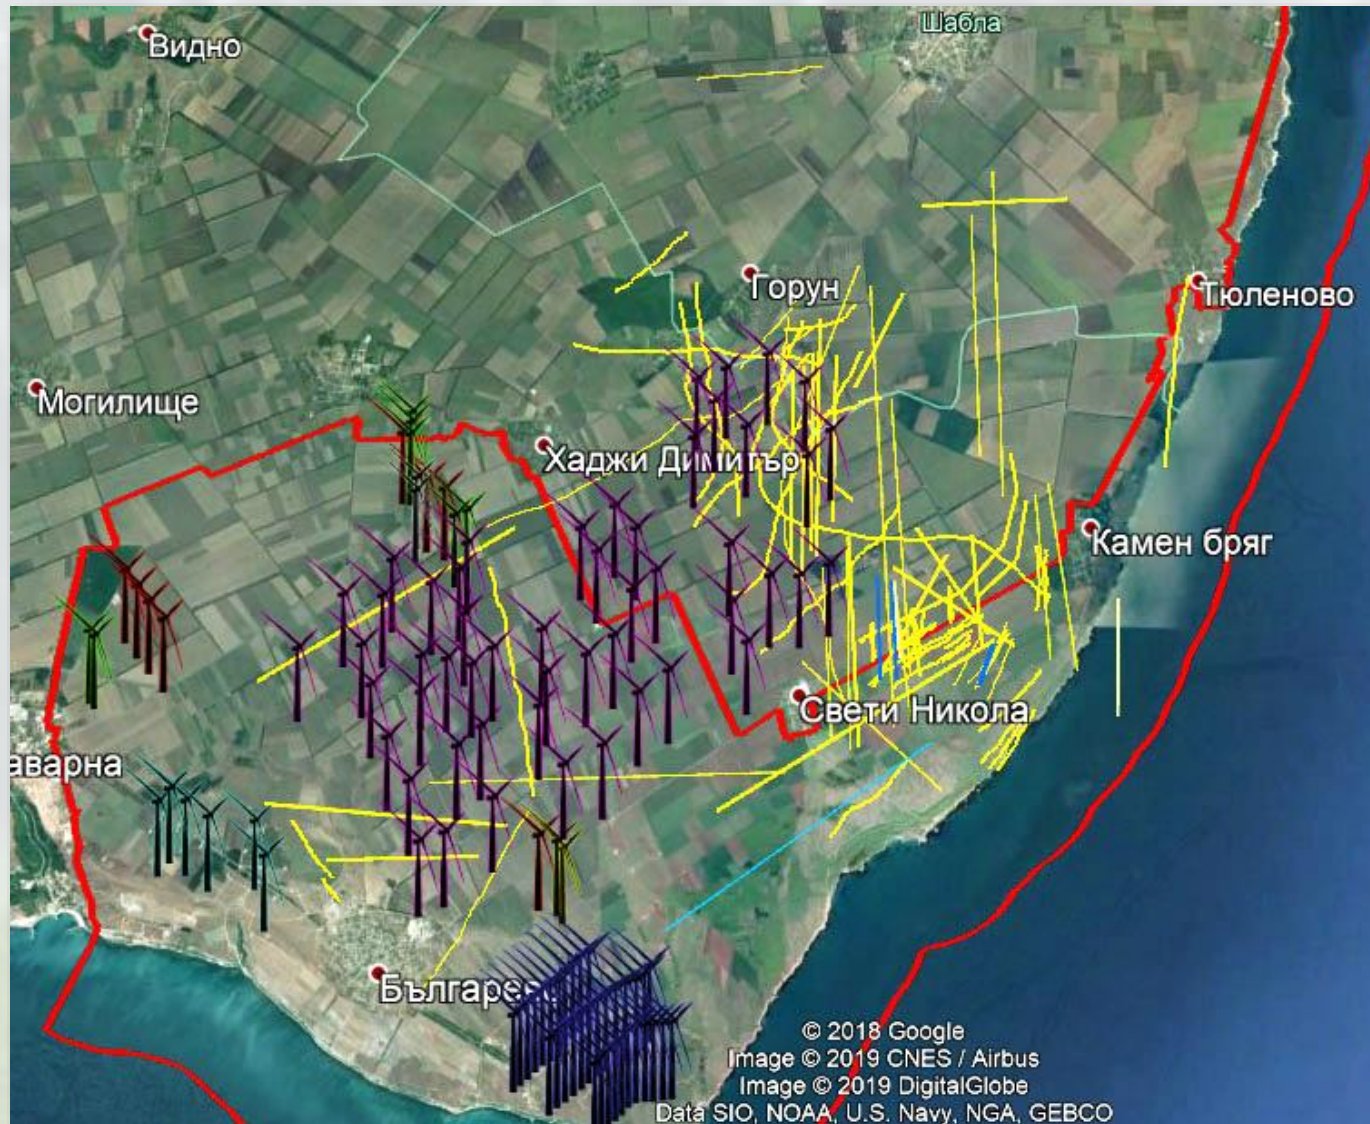 Шабла
Видно
Горун
Тюленово
Могилище
Хаджи Димитър
Камен бряг
Свети Никола
аварна
Българево
© 2018 Google
Image © 2019 CNES / Airbus
Image © 2019 DigitalGlobe
Data SIO, NOAA, U.S. Navy, NGA, GEBCO